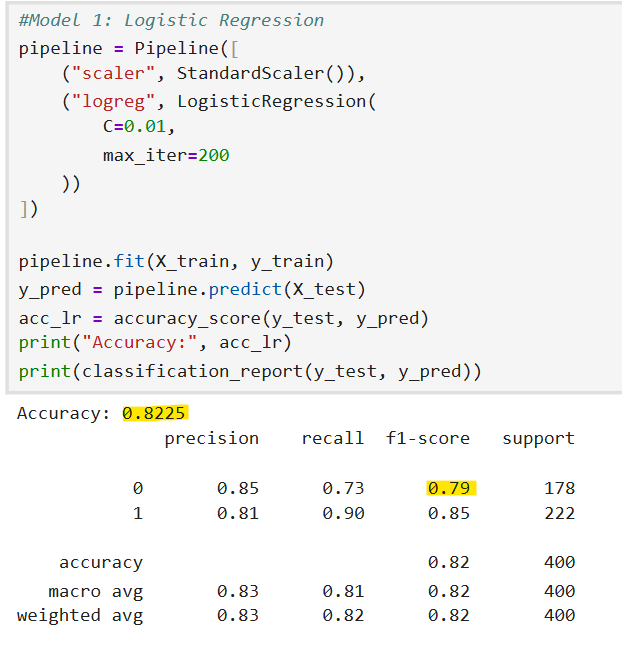 #Model 1: Logistic Regression
pipeline = Pipeline([
    ("scaler", StandardScaler()),
    ("logreg", LogisticRegression(
        C=0.01,
        max_iter=200
    ))
])

pipeline.fit(X_train, y_train)
y_pred = pipeline.predict(X_test)
acc_lr = accuracy_score(y_test, y_pred)
print("Accuracy:", acc_lr)
print(classification_report(y_test, y_pred))
Accuracy: 0.8225
              precision    recall  f1-score   support

           0       0.85      0.73      0.79       178
           1       0.81      0.90      0.85       222

    accuracy                           0.82       400
   macro avg       0.83      0.81      0.82       400
weighted avg       0.83      0.82      0.82       400